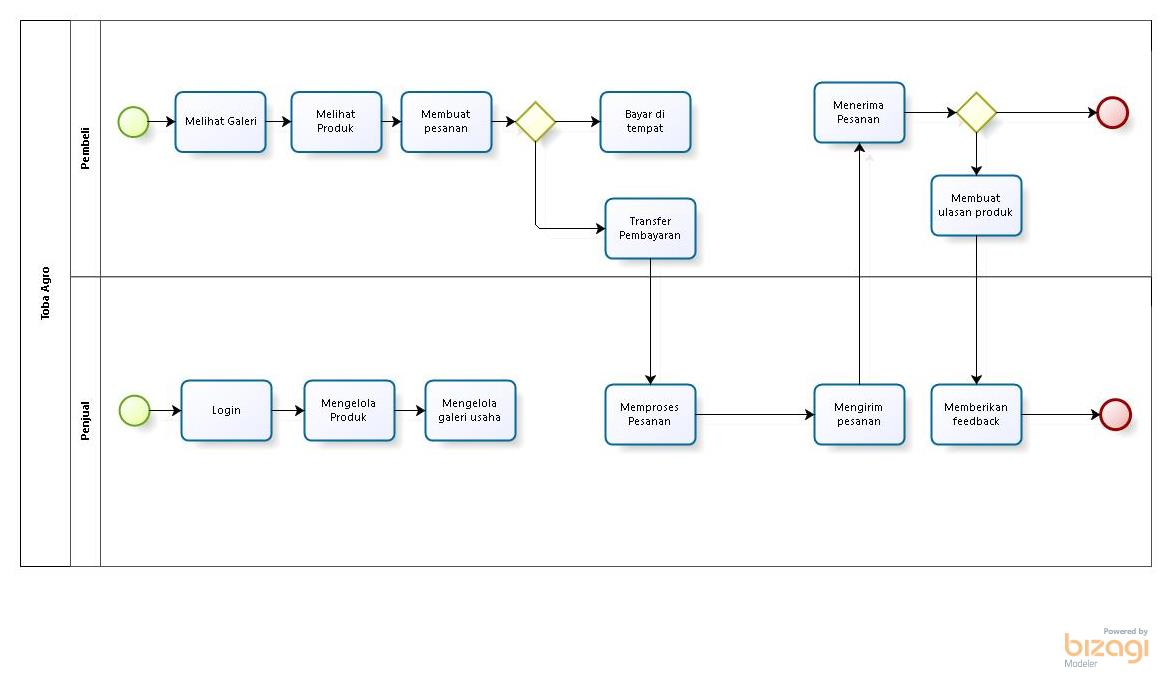 Toba Agro
Pembeli
Melihat Galeri
Melihat
Produk
Membuat
pesanan
Bayar di
tempat
Transfer
Pembayaran
Menerima
Pesanan
Membuat
ulasan produk
Penjual
Login
Mengelola
Produk
Mengelola
galeri usaha
Memproses
Pesanan
Mengirim
pesanan
Memberikan
feedback
Powered by
bizagi
Modeler